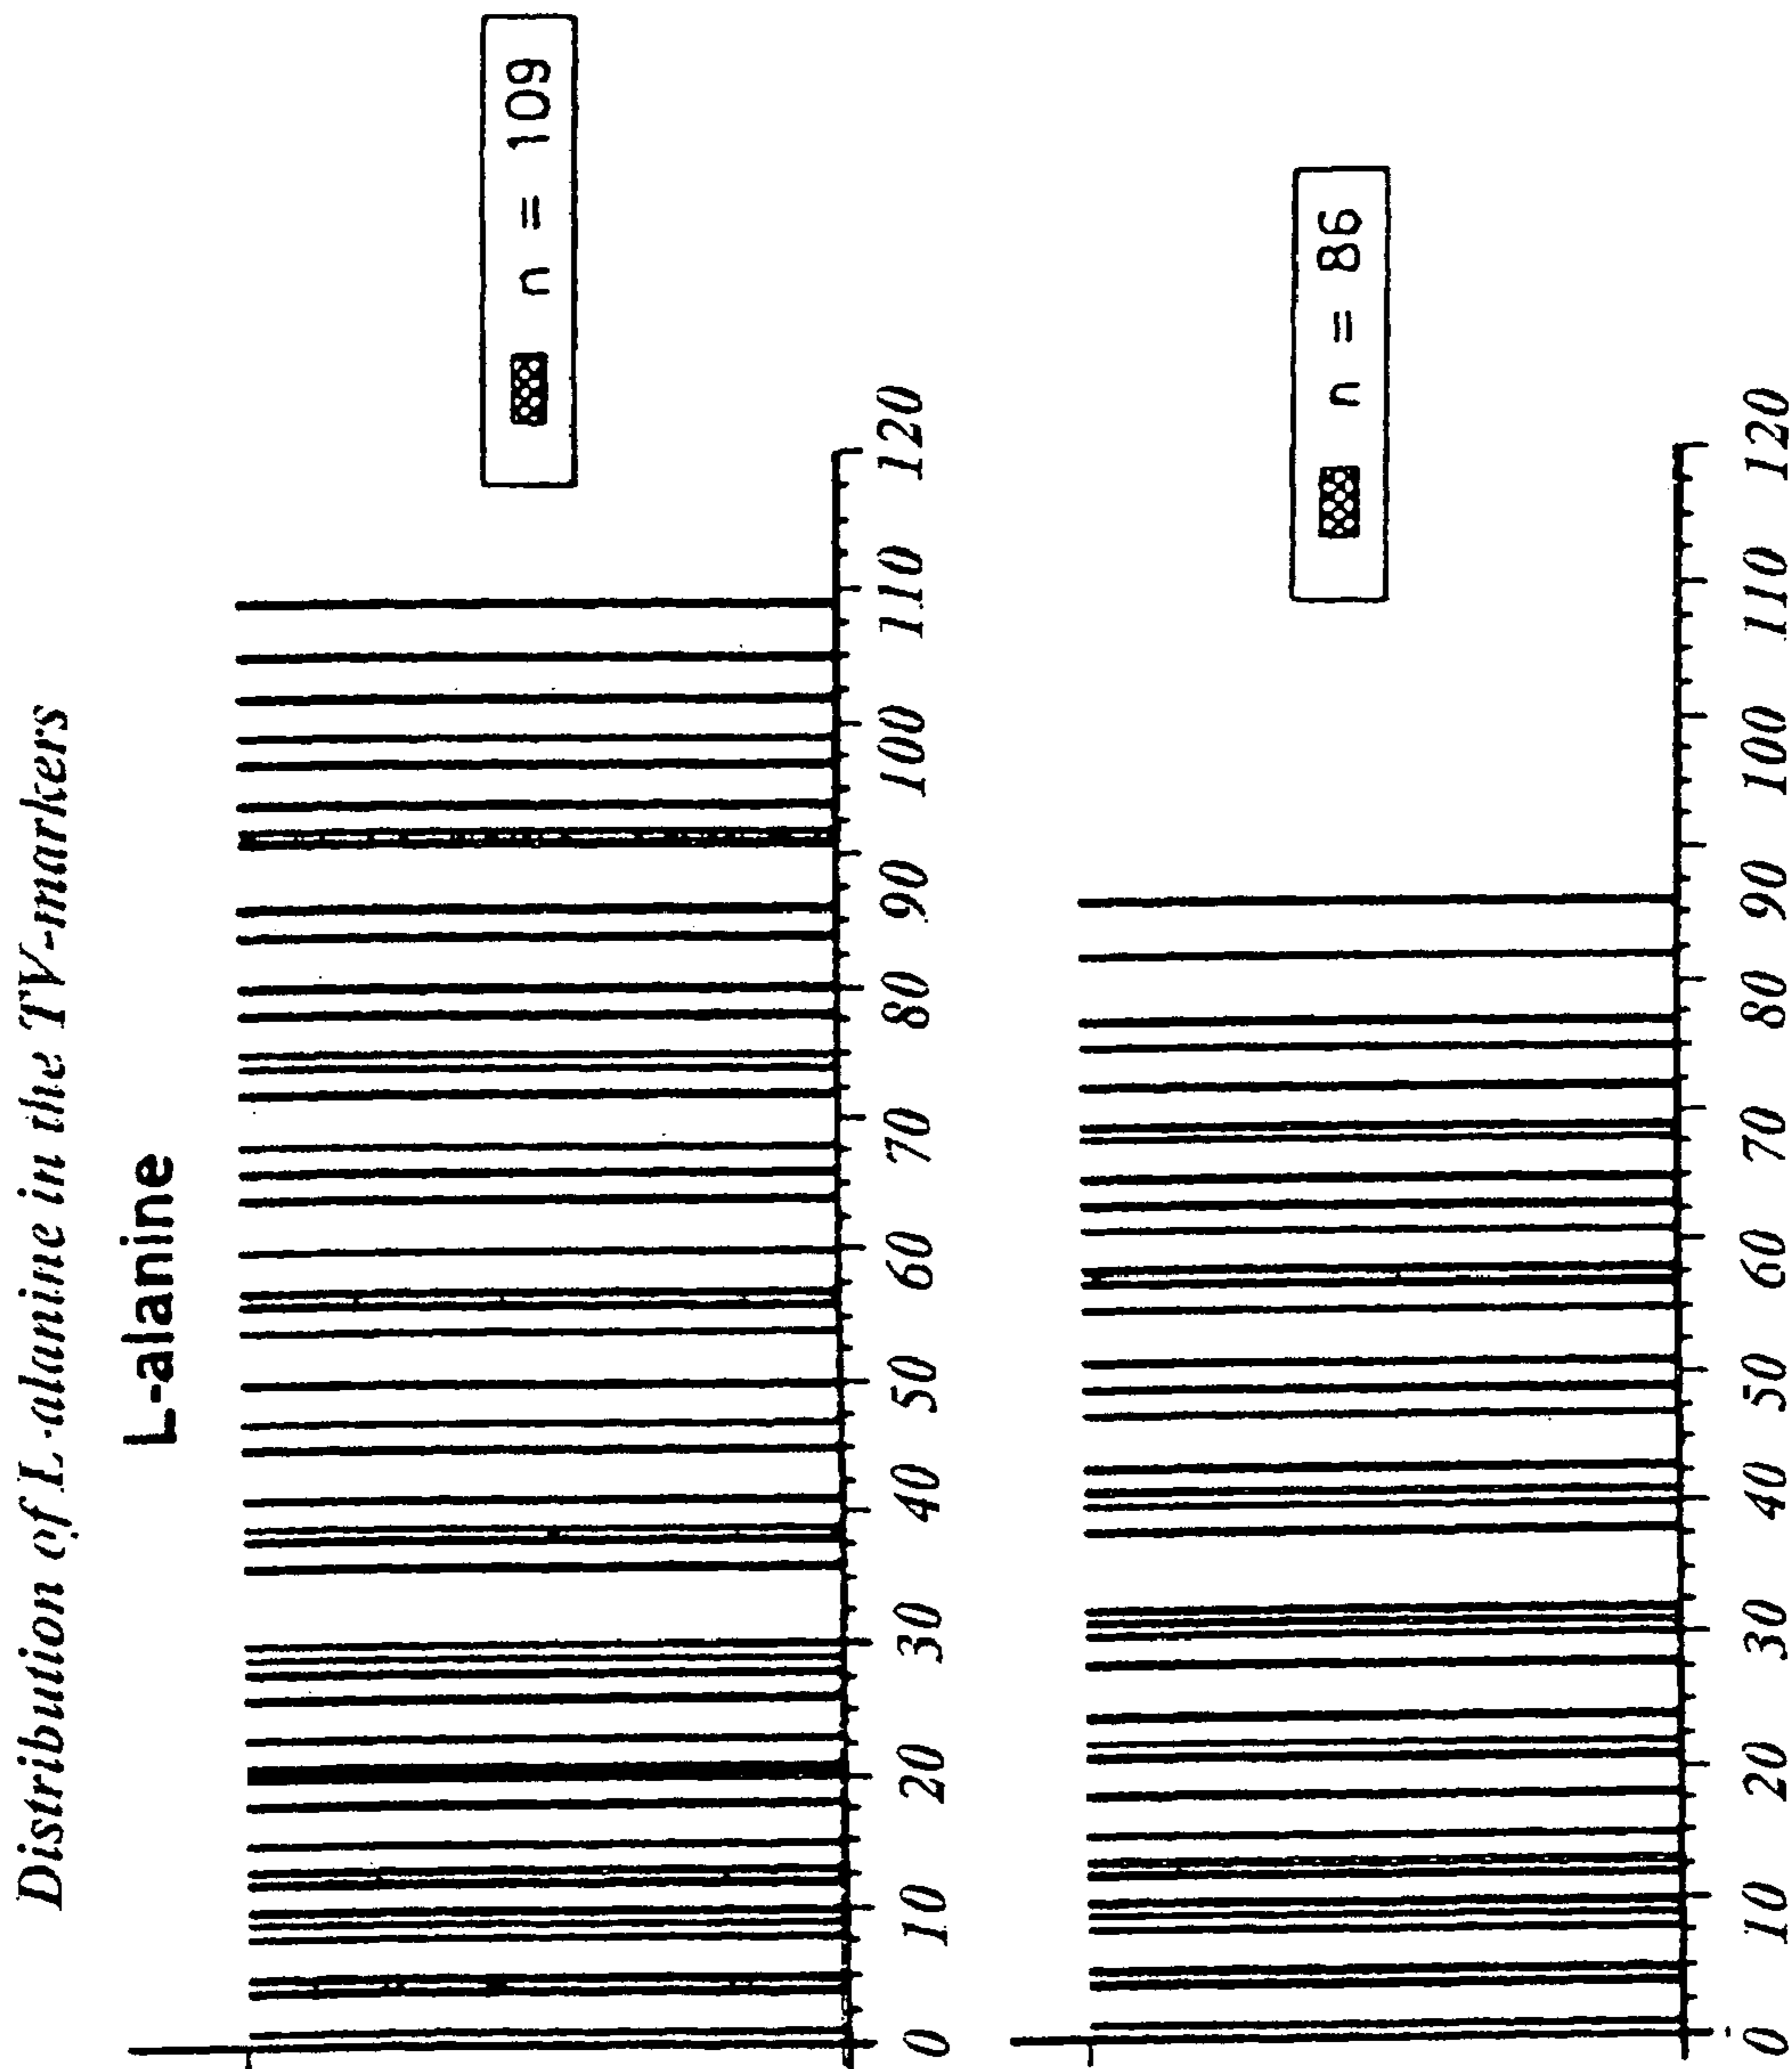 Distribution of L-alanine in the TV-markers
L-alanine
n = 109
0 10 20 30 40 50 60 70 80 90 100 110 120
n = 86
0 10 20 30 40 50 60 70 80 90 100 110 120